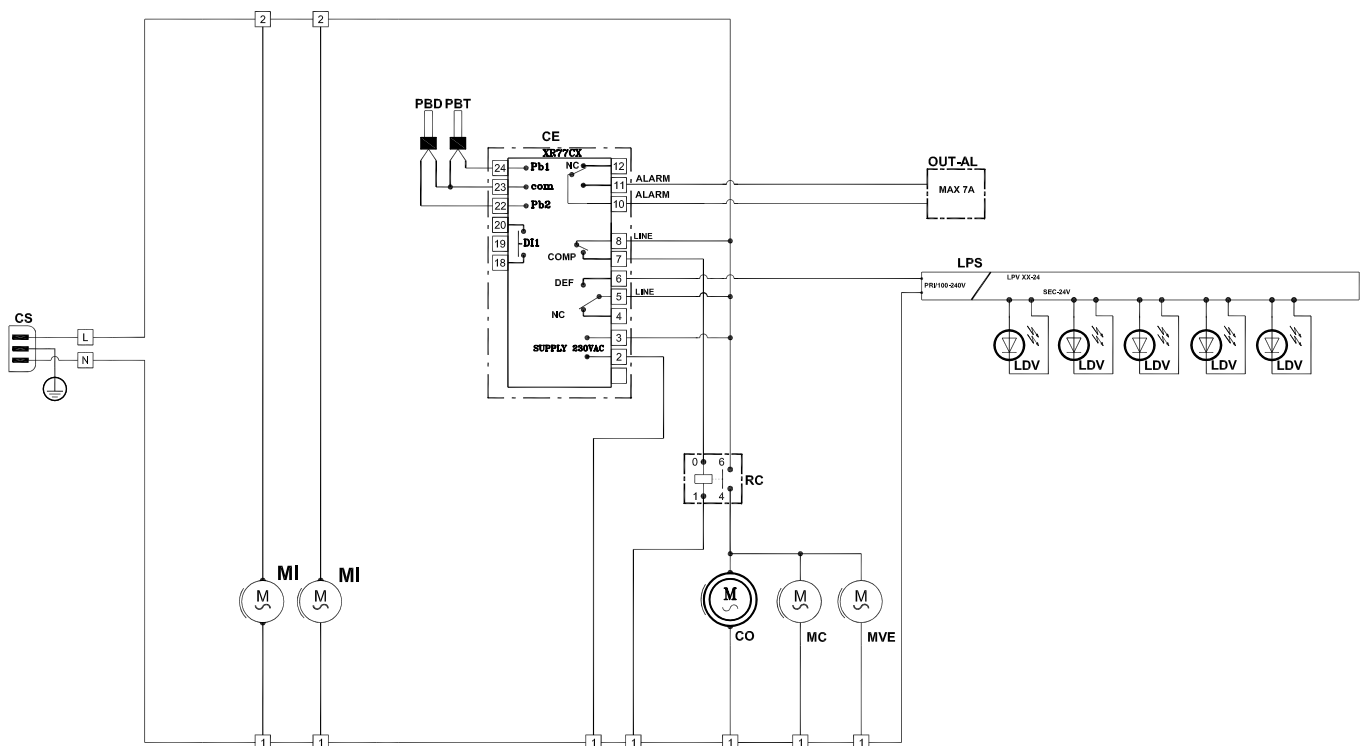 2 2
PBD PBT
CE
XR77CX
24 Pb1 NC 12
23 com 11 ALARM
22 Pb2 10 ALARM
OUT-AL
MAX 7A
20
19 DI1 8 LINE
18 COMP 7
DEF 6
5 LINE
NC 4
3
SUPPLY 230VAC
2
LPS
LPV XX-24
PRI/100-240V
SEC-24V
LDV LDV LDV LDV LDV
CS
L
N
0 6
RC
1 4
MI MI
M M M M M
CO MC MVE
1 1 1 1 1 1 1